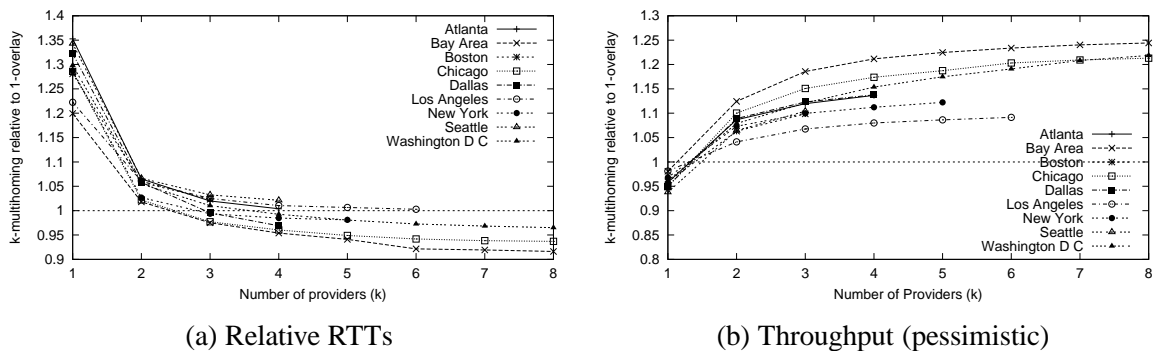 k-multihoming relative to 1-overlay
1.4
1.35
1.3
1.25
1.2
1.15
1.1
1.05
1
0.95
0.9
1 2 3 4 5 6 7 8
Number of providers (k)
Atlanta
Bay Area
Boston
Chicago
Dallas
Los Angeles
New York
Seattle
Washington D C
(a) Relative RTTs
k-multihoming relative to 1-overlay
1.3
1.25
1.2
1.15
1.1
1.05
1
0.95
0.9
0.85
0.8
1 2 3 4 5 6 7 8
Number of Providers (k)
Atlanta
Bay Area
Boston
Chicago
Dallas
Los Angeles
New York
Seattle
Washington D C
(b) Throughput (pessimistic)